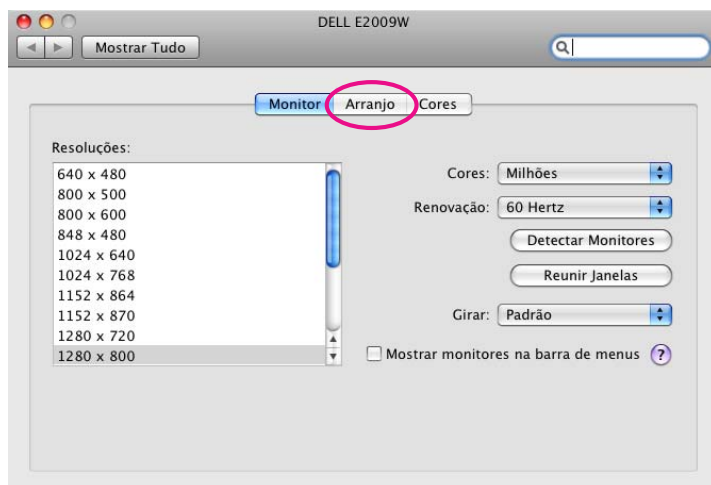 DELL E2009W
Mostrar Tudo
Monitor Arranjo Cores
Resoluções:
640 x 480
800 x 500
800 x 600
848 x 480
1024 x 640
1024 x 768
1152 x 864
1152 x 870
1280 x 720
1280 x 800
Cores: Milhões
Renovação: 60 Hertz
Detectar Monitores
Reunir Janelas
Girar: Padrão
Mostrar monitores na barra de menus ?